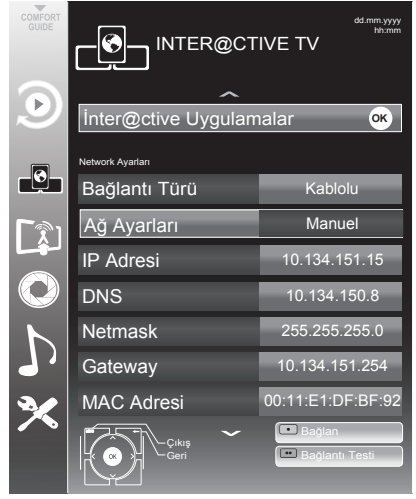 COMFORT
GUIDE
INTER@CTIVE TV
dd.mm.yyyy
hh:mm
İnter@ctive Uygulamalar OK
Network Ayarları
Bağlantı Türü Kablolu
Ağ Ayarları Manuel
IP Adresi 10.134.151.15
DNS 10.134.150.8
Netmask 255.255.255.0
Gateway 10.134.151.254
MAC Adresi 00:11:E1:DF:BF:92
OK
Çıkış
Geri
Bağlan
Bağlantı Testi